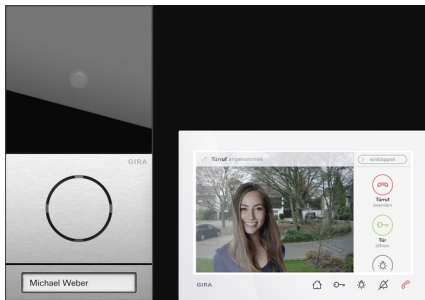 GIRA
Michael Weber
Türruf angenommen
einklappen
Türruf
beenden
Tür
öffnen
GIRA